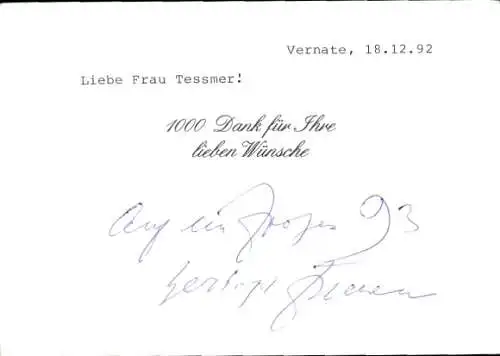 Vernate, 18.12.92
Liebe Frau Tessmer!
1000 Dank für Ihre
lieben Wünsche
Auf ein 93